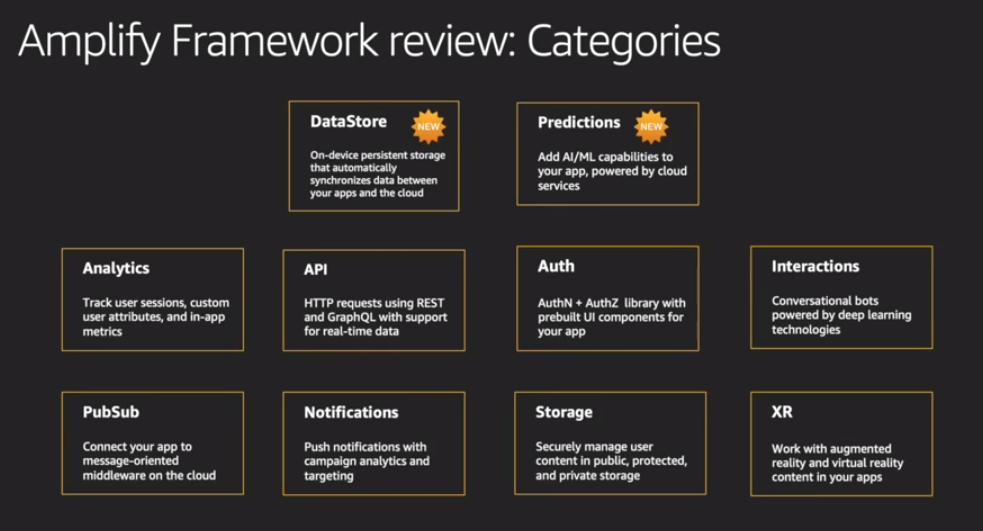 Amplify Framework review: Categories
DataStore
NEW
On-device persistent storage
that automatically
synchronizes data between
your apps and the cloud
Predictions
NEW
Add AI/ML capabilities to
your app, powered by cloud
services
Analytics
Track user sessions, custom
user attributes, and in-app
metrics
API
HTTP requests using REST
and GraphQL with support
for real-time data
Auth
AuthN + AuthZ library with
prebuilt UI components for
your app
Interactions
Conversational bots
powered by deep learning
technologies
PubSub
Connect your app to
message-oriented
middleware on the cloud
Notifications
Push notifications with
campaign analytics and
targeting
Storage
Securely manage user
content in public, protected,
and private storage
XR
Work with augmented
reality and virtual reality
content in your apps